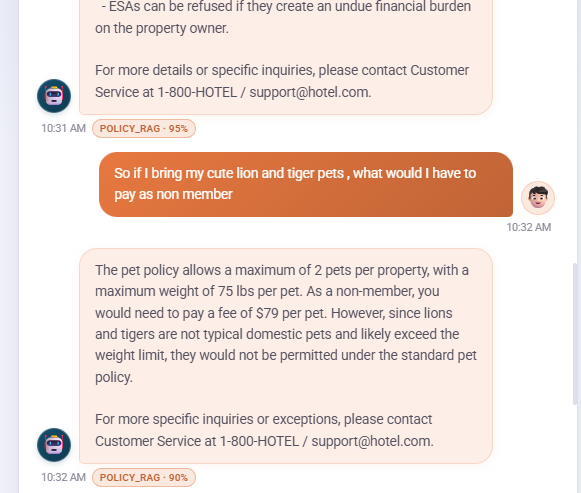 - ESAs can be refused if they create an undue financial burden
on the property owner.
For more details or specific inquiries, please contact Customer
Service at 1-800-HOTEL / support@hotel.com.
10:31 AM POLICY_RAG · 95%
So if I bring my cute lion and tiger pets , what would I have to
pay as non member
10:32 AM
The pet policy allows a maximum of 2 pets per property, with a
maximum weight of 75 lbs per pet. As a non-member, you
would need to pay a fee of $79 per pet. However, since lions
and tigers are not typical domestic pets and likely exceed the
weight limit, they would not be permitted under the standard pet
policy.
For more specific inquiries or exceptions, please contact
Customer Service at 1-800-HOTEL / support@hotel.com.
10:32 AM POLICY_RAG · 90%